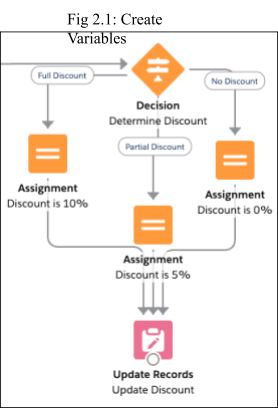 Fig 2.1: Create
Variables
Full Discount
No Discount
Decision
Determine Discount
Partial Discount
Assignment
Discount is 10%
Assignment
Discount is 0%
Assignment
Discount is 5%
Update Records
Update Discount